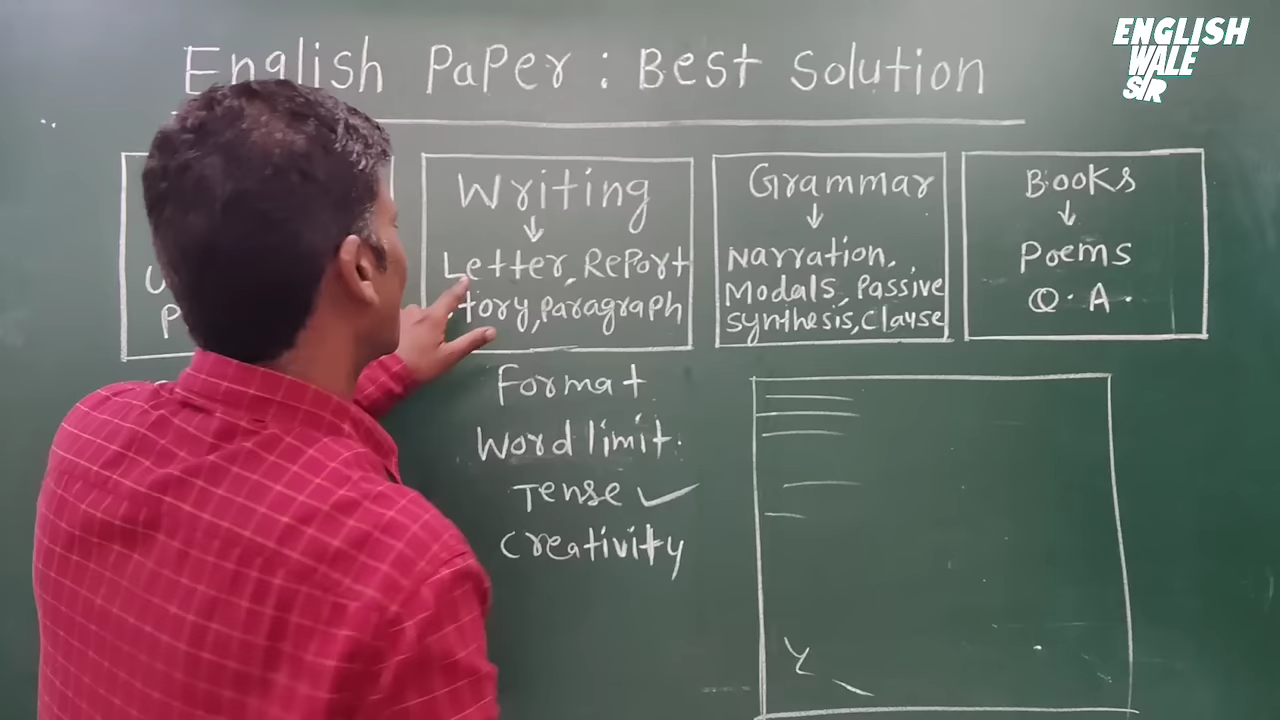 English Paper : Best Solution
ENGLISH
WALE
SIR
Writing
Letter, Report
tory, Paragraph
Format
Word limit.
Tense ✓
Creativity
Grammar
Narration,
Modals, Passive
synthesis, Clause
Books
Poems
Q. A.